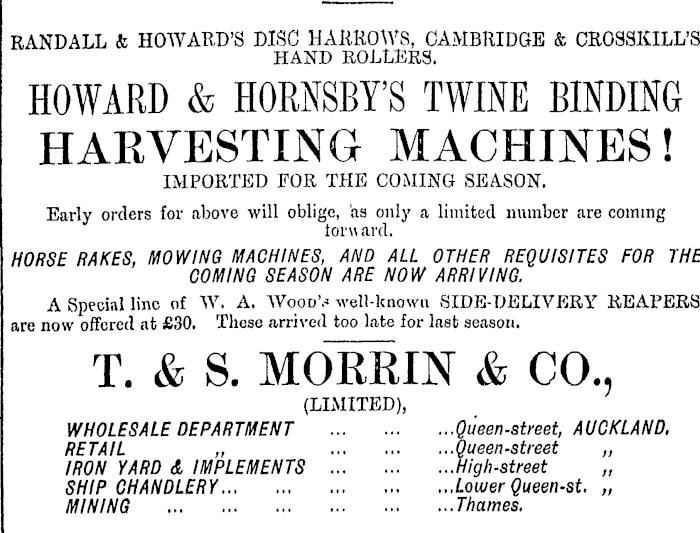 RANDALL & HOWARD'S DISC HARROWS, CAMBRIDGE & CROSSKILL'S
HAND ROLLERS.
HOWARD & HORNSBY'S TWINE BINDING
HARVESTING MACHINES!
IMPORTED FOR THE COMING SEASON.
Early orders for above will oblige, as only a limited number are coming
forward.
HORSE RAKES, MOWING MACHINES, AND ALL OTHER REQUISITES FOR THE
COMING SEASON ARE NOW ARRIVING.
A Special line of W. A. Wood's well-known SIDE-DELIVERY REAPERS
are now offered at £30. These arrived too late for last season.
T. & S. MORRIN & CO.,
(LIMITED),
WHOLESALE DEPARTMENT ... ... ...Queen-street, AUCKLAND.
RETAIL ,, ... ... ...Queen-street ,,
IRON YARD & IMPLEMENTS ... ... ...High-street ,,
SHIP CHANDLERY... ... ... ... ...Lower Queen-st. ,,
MINING ... ... ... ... ... ...Thames.